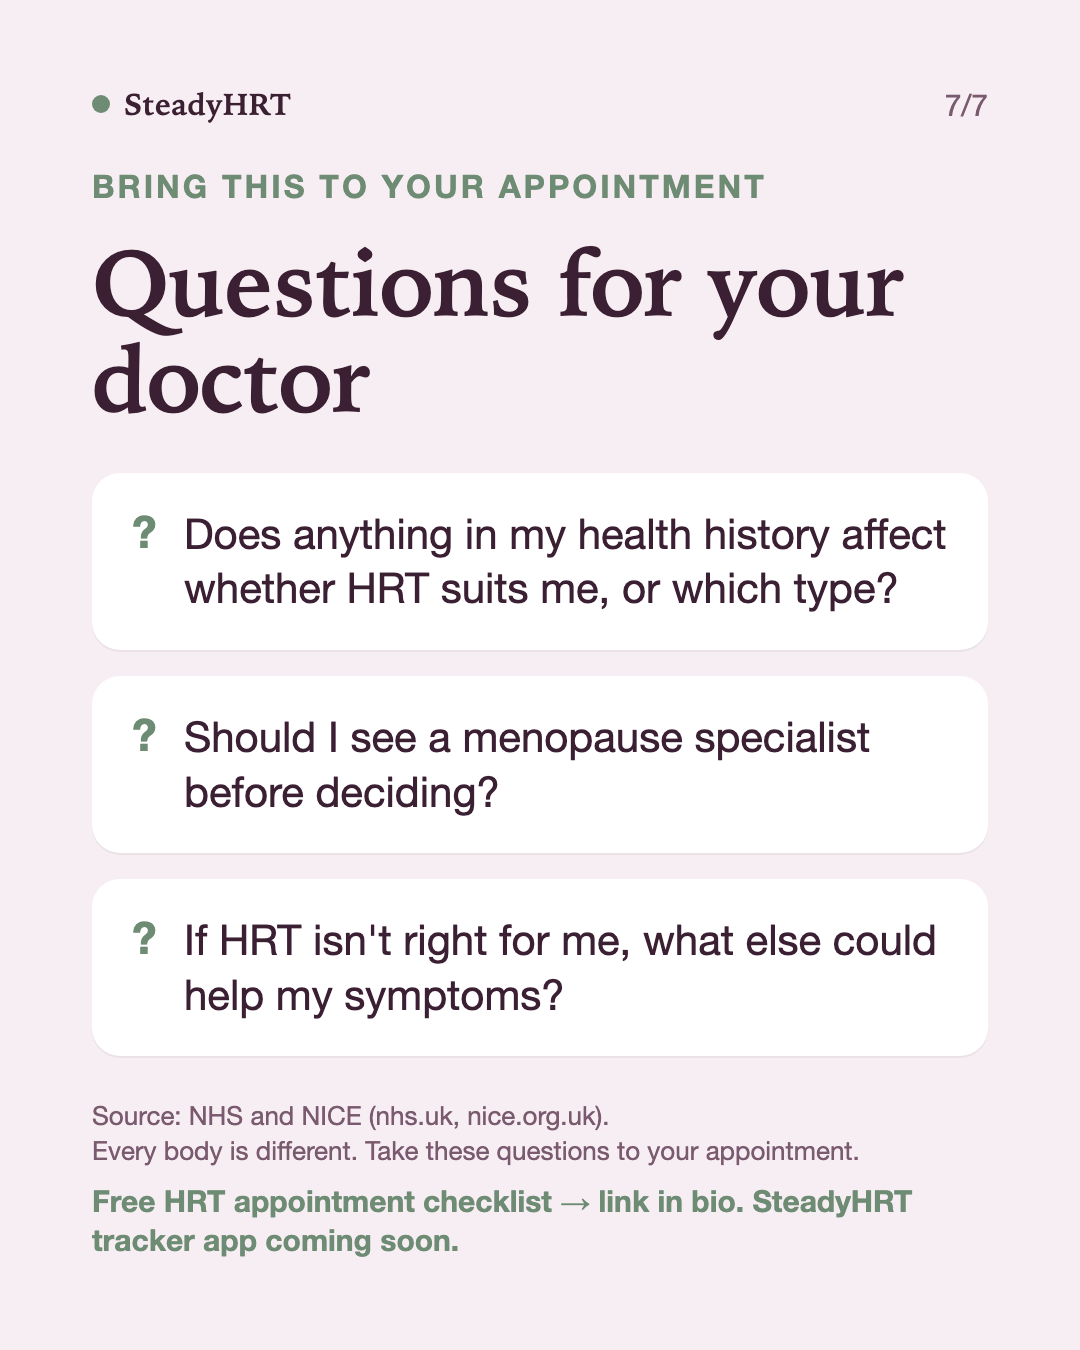 SteadyHRT
7/7
BRING THIS TO YOUR APPOINTMENT
Questions for your
doctor
? Does anything in my health history affect
whether HRT suits me, or which type?
? Should I see a menopause specialist
before deciding?
? If HRT isn't right for me, what else could
help my symptoms?
Source: NHS and NICE (nhs.uk, nice.org.uk).
Every body is different. Take these questions to your appointment.
Free HRT appointment checklist → link in bio. SteadyHRT
tracker app coming soon.